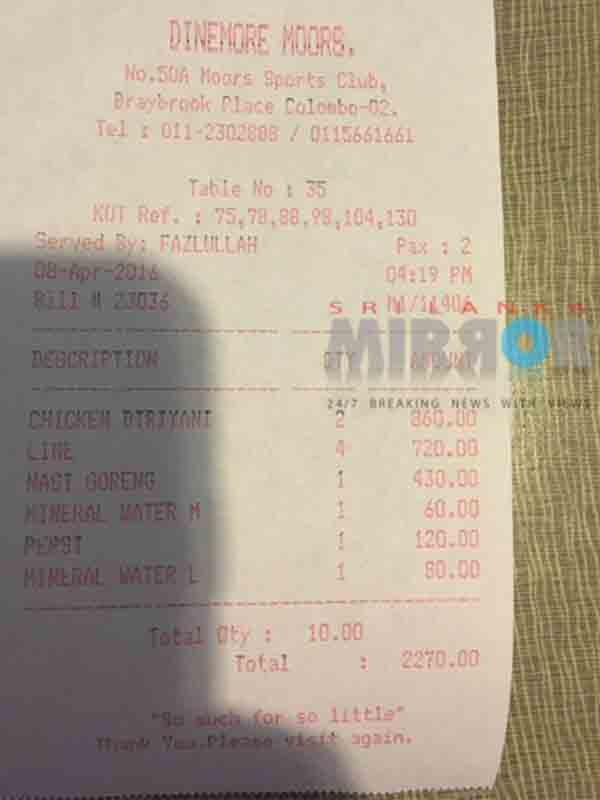 DINEMORE MOORS.
No.50A Moors Sports Club,
Braybrook Place Colombo-02.
Tel : 011-2302808 / 0115661661
Table No : 35
KOT Ref. : 75,78,88,98,104,130
Served By: FAZLULLAH Pax : 2
08-Apr-2016 04:19 PM
Bill # 23036
SRI LANKA
MIRROR
24/7 BREAKING NEWS WITH VIEWS
DESCRIPTION QTY AMOUNT
CHICKEN BIRIYANI 2 860.00
LIME 4 720.00
NASI GORENG 1 430.00
MINERAL WATER M 1 60.00
PEPSI 1 120.00
MINERAL WATER L 1 80.00
Total Qty : 10.00
Total : 2270.00
"So much for so little"
Thank You.Please visit again.